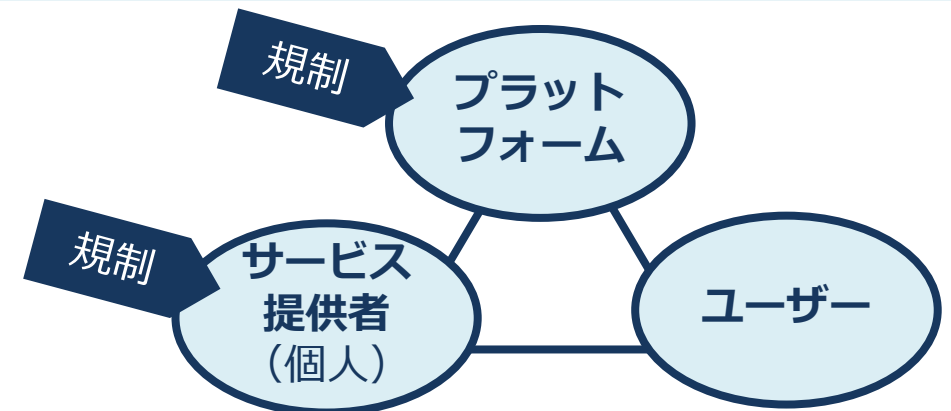 規制
プラット
フォーム
規制
サービス
提供者
（個人）
ユーザー